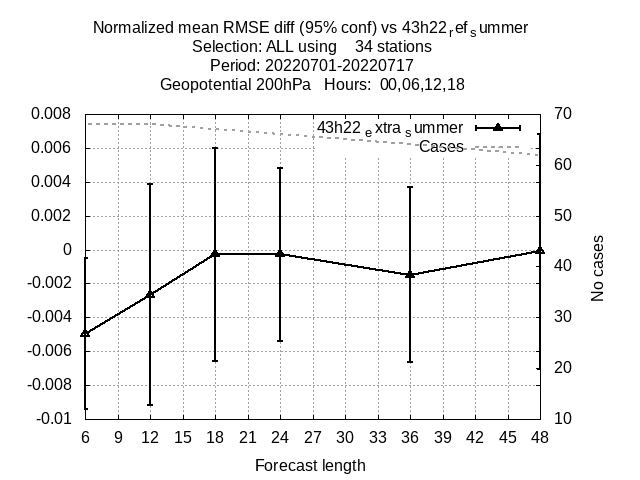 Normalized mean RMSE diff (95% conf) vs 43h22refsummer
Selection: ALL using 34 stations
Period: 20220701-20220717
Geopotential 200hPa Hours: 00,06,12,18
0.008 70
43h22extrasummer
Cases
0.006 60
0.004
0.002 50
0
-0.002 40
-0.004 30
-0.006
-0.008 20
-0.01 10
No cases
6 9 12 15 18 21 24 27 30 33 36 39 42 45 48
Forecast length